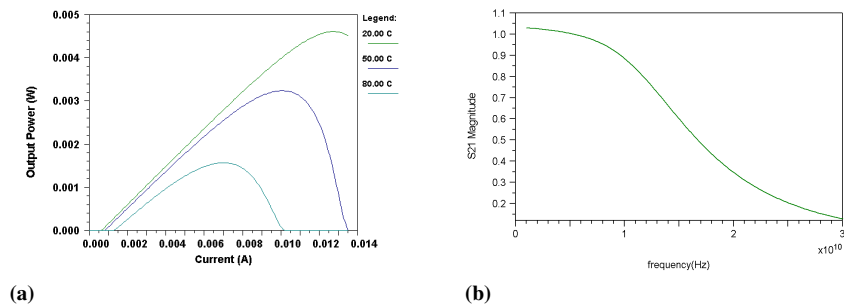 0.005
0.004
0.003
0.002
0.001
0.000
Output Power (W)
0.000 0.002 0.004 0.006 0.008 0.010 0.012 0.014
Current (A)
Legend:
20.00 C
50.00 C
80.00 C
(a)
1.1
1.0
0.9
0.8
0.7
0.6
0.5
0.4
0.3
0.2
S21 Magnitude
0 1 2 3
x10¹⁰
frequency(Hz)
(b)